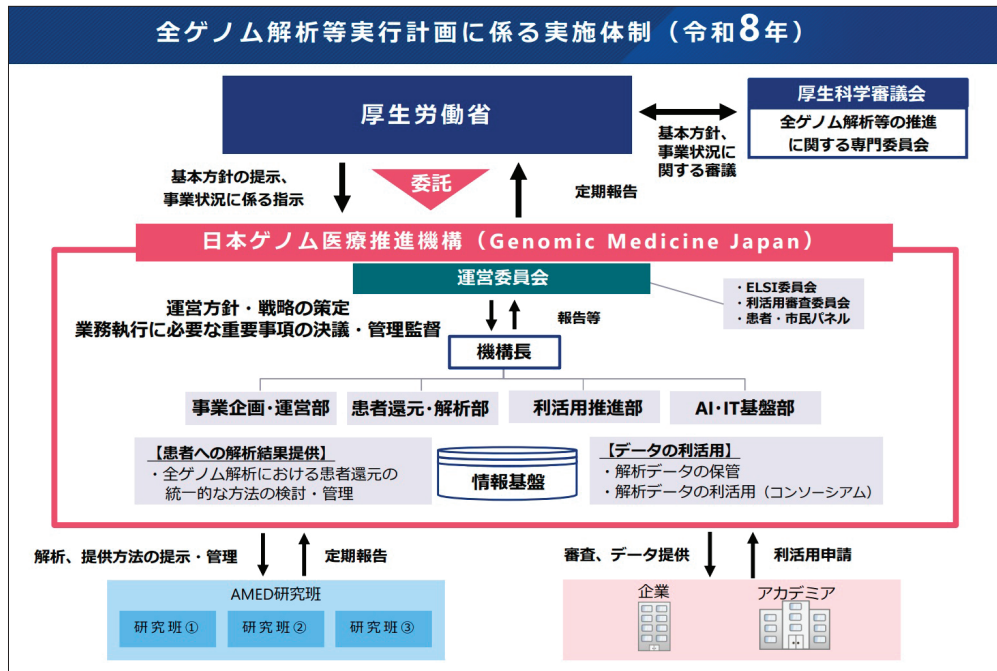 全ゲノム解析等実行計画に係る実施体制（令和8年）
厚生労働省
厚生科学審議会
全ゲノム解析等の推進
に関する専門委員会
基本方針、
事業状況に
関する審議
基本方針の提示、
事業状況に係る指示
委託
定期報告
日本ゲノム医療推進機構（Genomic Medicine Japan）
運営委員会
・ELSI委員会
・利活用審査委員会
・患者・市民パネル
運営方針・戦略の策定
業務執行に必要な重要事項の決議・管理監督
報告等
機構長
事業企画・運営部
患者還元・解析部
利活用推進部
AI・IT基盤部
【患者への解析結果提供】
・全ゲノム解析における患者還元の
統一的な方法の検討・管理
情報基盤
【データの利活用】
・解析データの保管
・解析データの利活用（コンソーシアム）
解析、提供方法の提示・管理
定期報告
審査、データ提供
利活用申請
AMED研究班
研究班①
研究班②
研究班③
企業
アカデミア